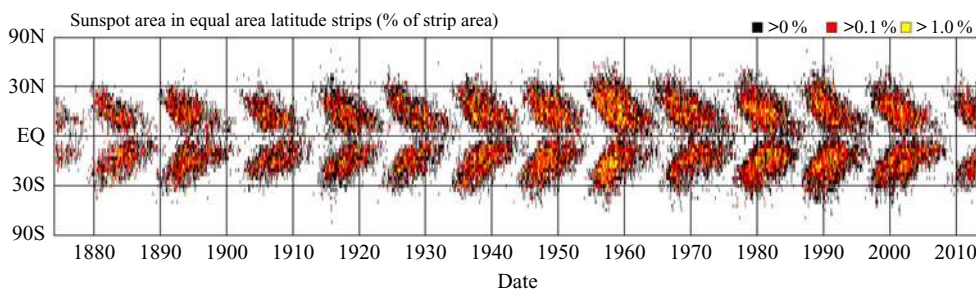 Sunspot area in equal area latitude strips (% of strip area)
>0 % >0.1 % > 1.0 %
90N
30N
EQ
30S
90S
1880 1890 1900 1910 1920 1930 1940 1950 1960 1970 1980 1990 2000 2010
Date